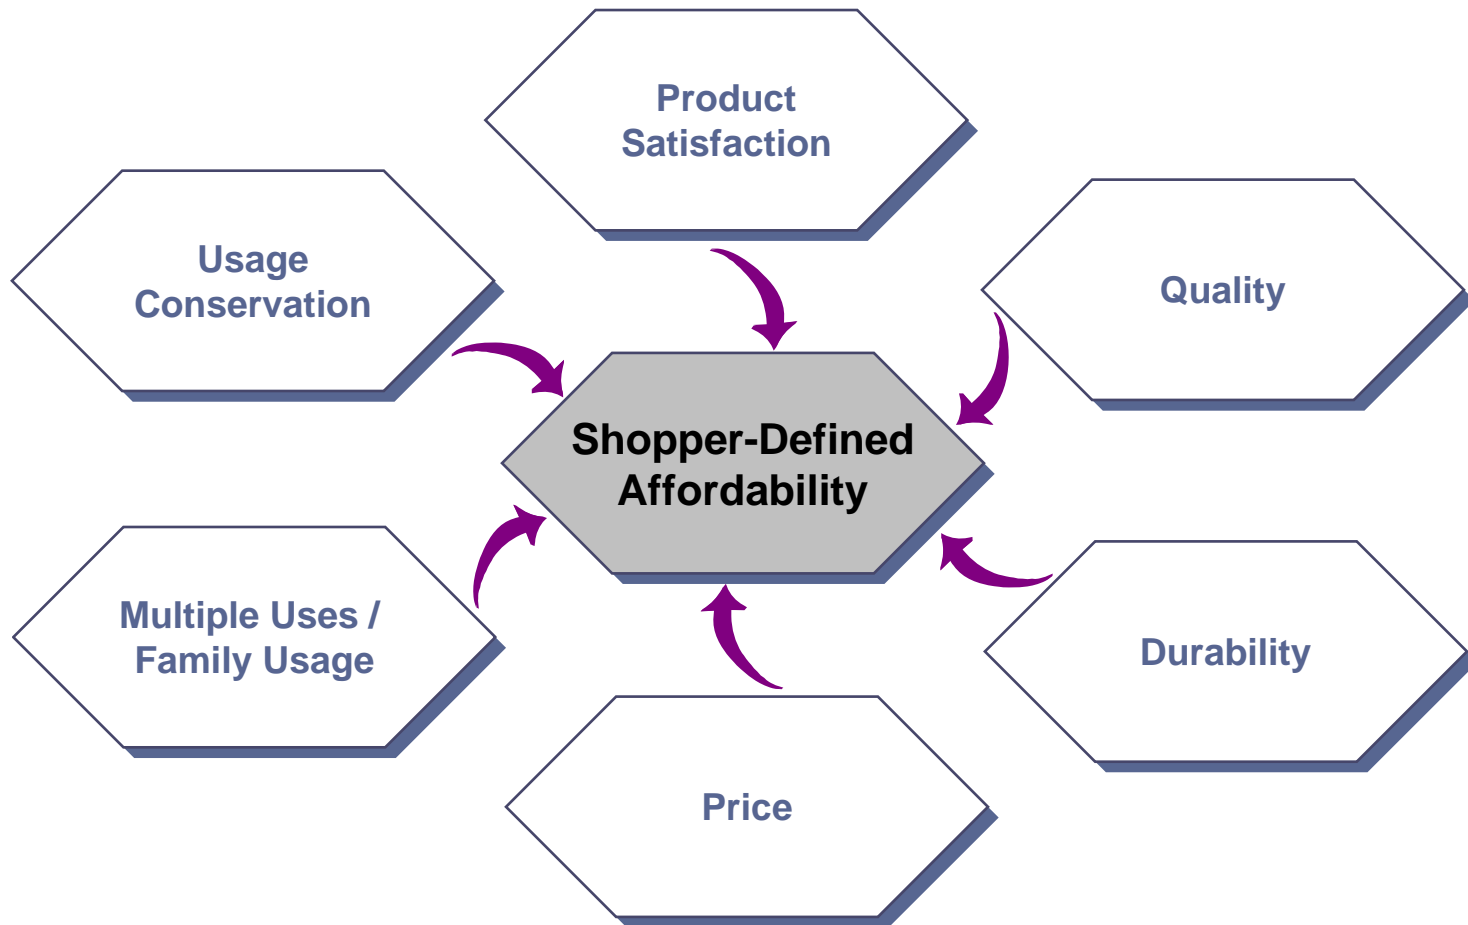 Product
Satisfaction
Usage
Conservation
Quality
Shopper-Defined
Affordability
Multiple Uses /
Family Usage
Durability
Price